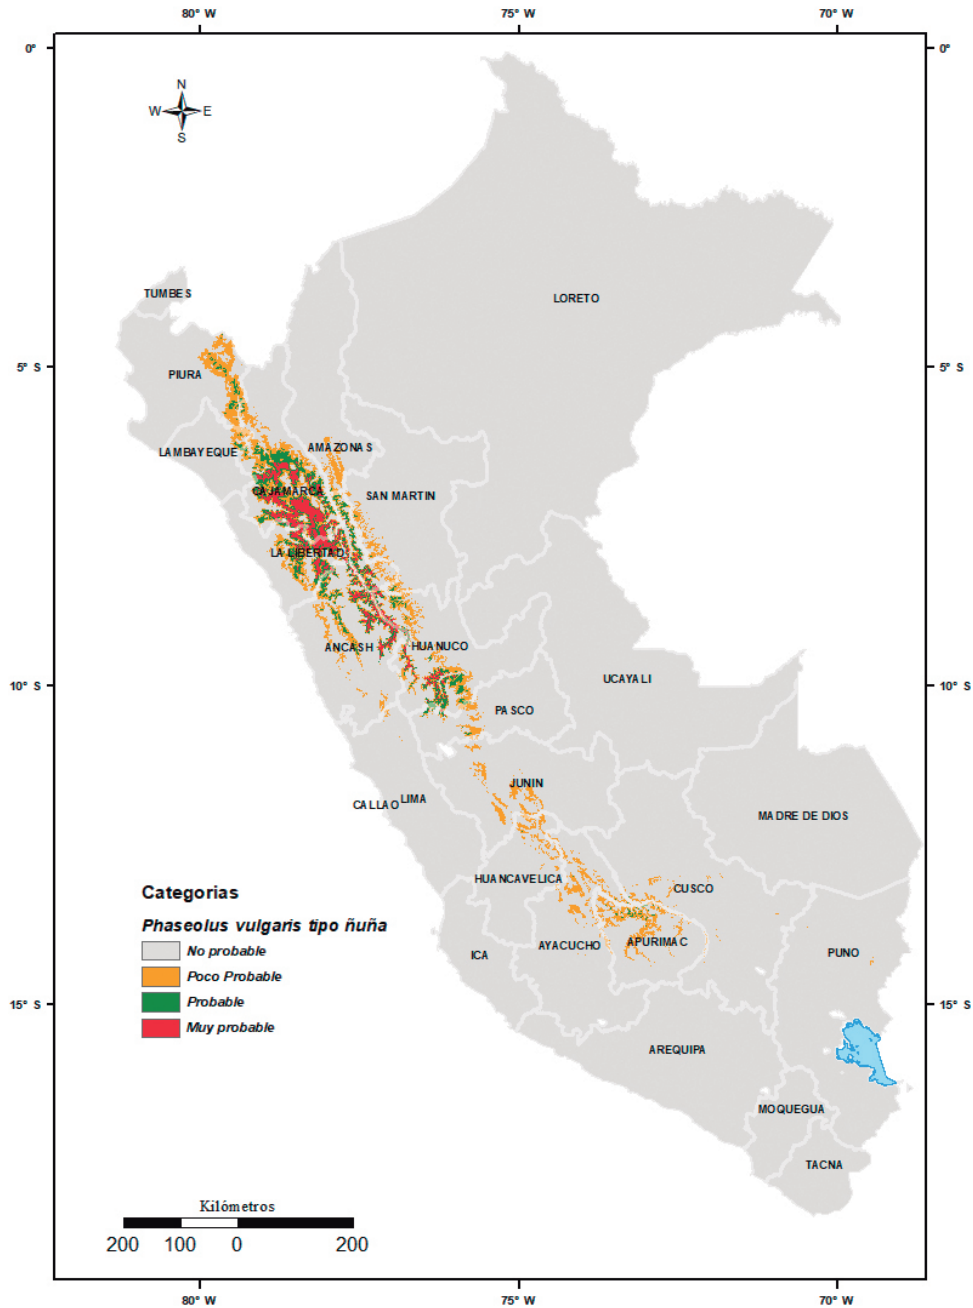 80° W 75° W 70° W
0° 0°
N
W E
S
TUMBES
LORETO
5° S 5° S
PIURA
LAMBAYEQUE
AMAZONAS
CAJAMARCA
SAN MARTIN
LA LIBERTAD
ANCASH
HUANUCO
UCAYALI
10° S 10° S
PASCO
JUNIN
CALLAO
LIMA
MADRE DE DIOS
HUANCAVELICA
CUSCO
AYACUCHO
APURIMAC
ICA
PUNO
Categorias
Phaseolus vulgaris tipo ñuña
No probable
Poco Probable
Probable
Muy probable
15° S 15° S
AREQUIPA
MOQUEGUA
TACNA
Kilómetros
200 100 0 200
80° W 75° W 70° W